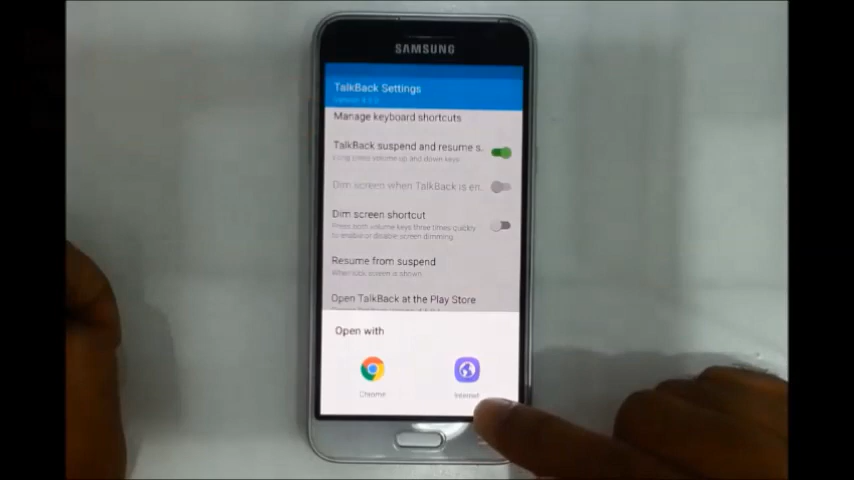 SAMSUNG
TalkBack Settings
Manage keyboard shortcuts
TalkBack suspend and resume s..
Long press volume up and down keys
Dim screen when TalkBack is en..
Dim screen shortcut
Press both volume keys three times quickly
to enable or disable screen dimming.
Resume from suspend
When lock screen is shown
Open TalkBack at the Play Store
Open with
Chrome
Internet